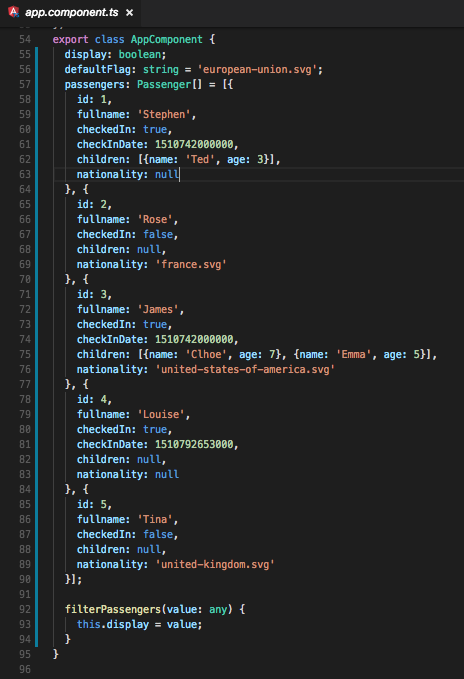 app.component.ts ×
54 export class AppComponent {
55   display: boolean;
56   defaultFlag: string = 'european-union.svg';
57   passengers: Passenger[] = [{
58     id: 1,
59     fullname: 'Stephen',
60     checkedIn: true,
61     checkInDate: 1510742000000,
62     children: [{name: 'Ted', age: 3}],
63     nationality: null
64   }, {
65     id: 2,
66     fullname: 'Rose',
67     checkedIn: false,
68     children: null,
69     nationality: 'france.svg'
70   }, {
71     id: 3,
72     fullname: 'James',
73     checkedIn: true,
74     checkInDate: 1510742000000,
75     children: [{name: 'Clhoe', age: 7}, {name: 'Emma', age: 5}],
76     nationality: 'united-states-of-america.svg'
77   }, {
78     id: 4,
79     fullname: 'Louise',
80     checkedIn: true,
81     checkInDate: 1510792653000,
82     children: null,
83     nationality: null
84   }, {
85     id: 5,
86     fullname: 'Tina',
87     checkedIn: false,
88     children: null,
89     nationality: 'united-kingdom.svg'
90   }];
91
92   filterPassengers(value: any) {
93     this.display = value;
94   }
95 }
96